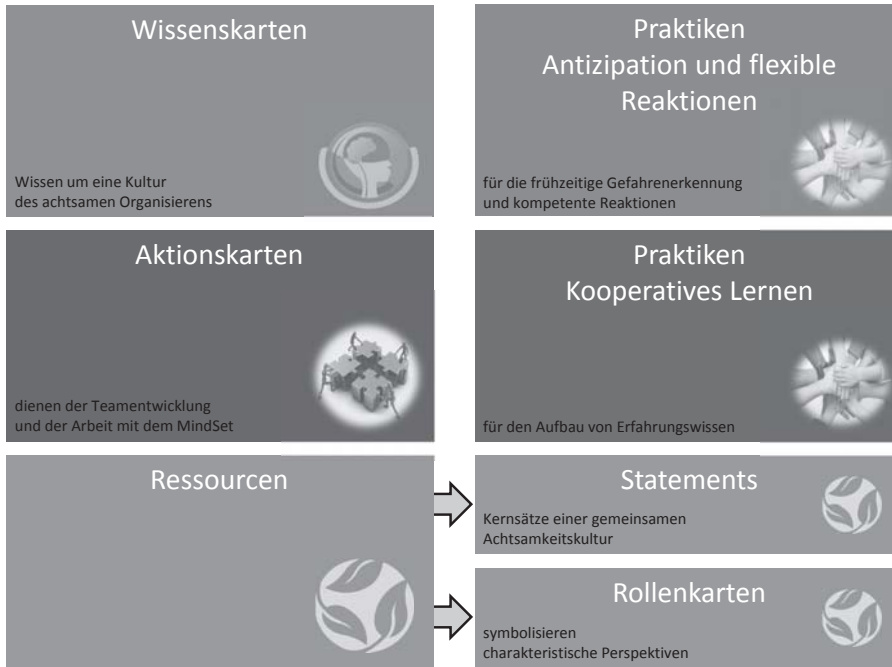 Wissenskarten
Wissen um eine Kultur
des achtsamen Organisierens
Praktiken
Antizipation und flexible
Reaktionen
für die frühzeitige Gefahrenerkennung
und kompetente Reaktionen
Aktionskarten
dienen der Teamentwicklung
und der Arbeit mit dem MindSet
Praktiken
Kooperatives Lernen
für den Aufbau von Erfahrungswissen
Ressourcen
Statements
Kernsätze einer gemeinsamen
Achtsamkeitskultur
Rollenkarten
symbolisieren
charakteristische Perspektiven